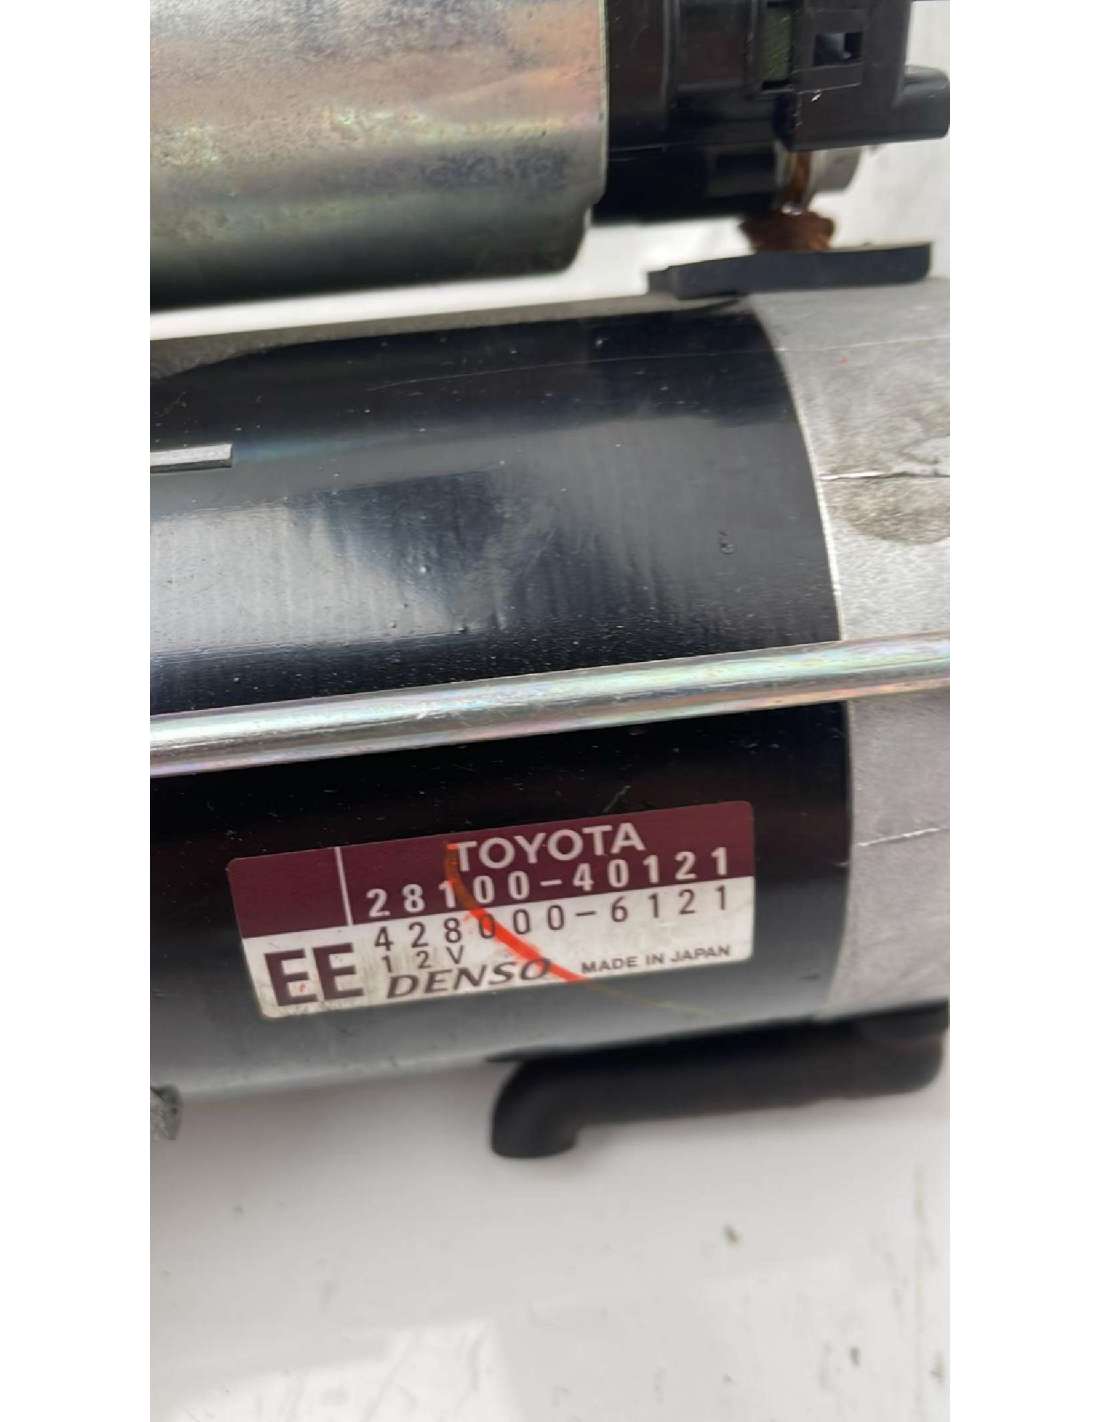 TOYOTA
28100-40121
428000-6121
EE 12V
DENSO MADE IN JAPAN